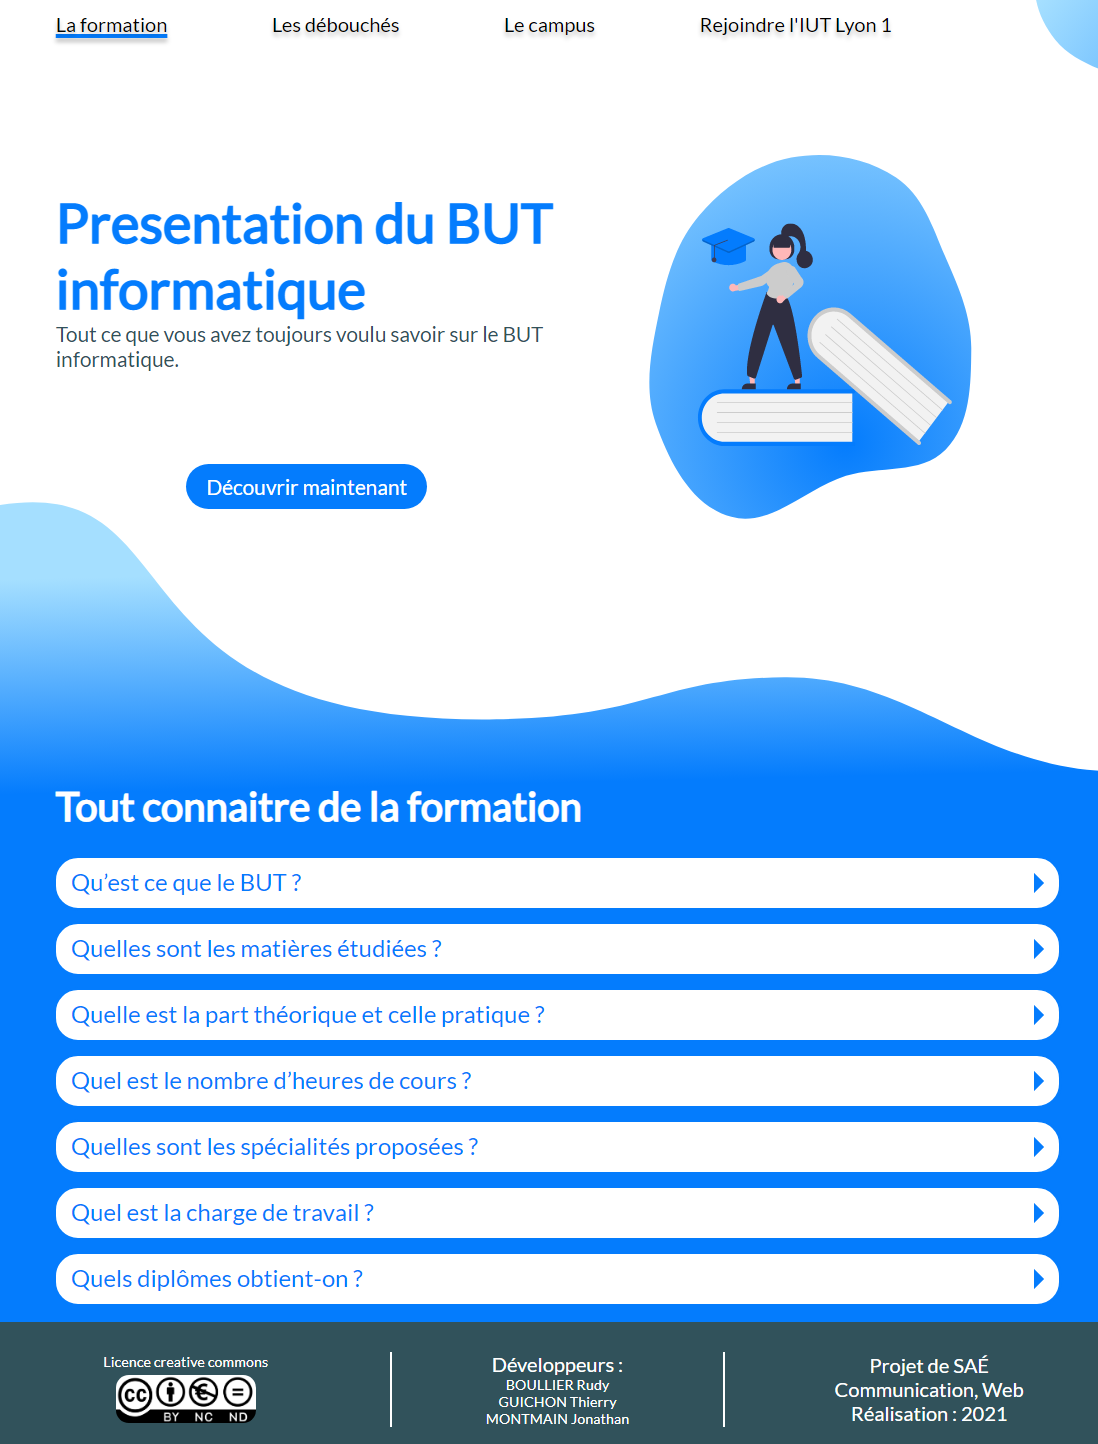 La formation
Les débouchés
Le campus
Rejoindre l'IUT Lyon 1
Presentation du BUT
informatique
Tout ce que vous avez toujours voulu savoir sur le BUT
informatique.
Découvrir maintenant
Tout connaitre de la formation
Qu’est ce que le BUT ?
Quelles sont les matières étudiées ?
Quelle est la part théorique et celle pratique ?
Quel est le nombre d’heures de cours ?
Quelles sont les spécialités proposées ?
Quel est la charge de travail ?
Quels diplômes obtient-on ?
Licence creative commons
cc
BY NC ND
Développeurs :
BOULLIER Rudy
GUICHON Thierry
MONTMAIN Jonathan
Projet de SAÉ
Communication, Web
Réalisation : 2021